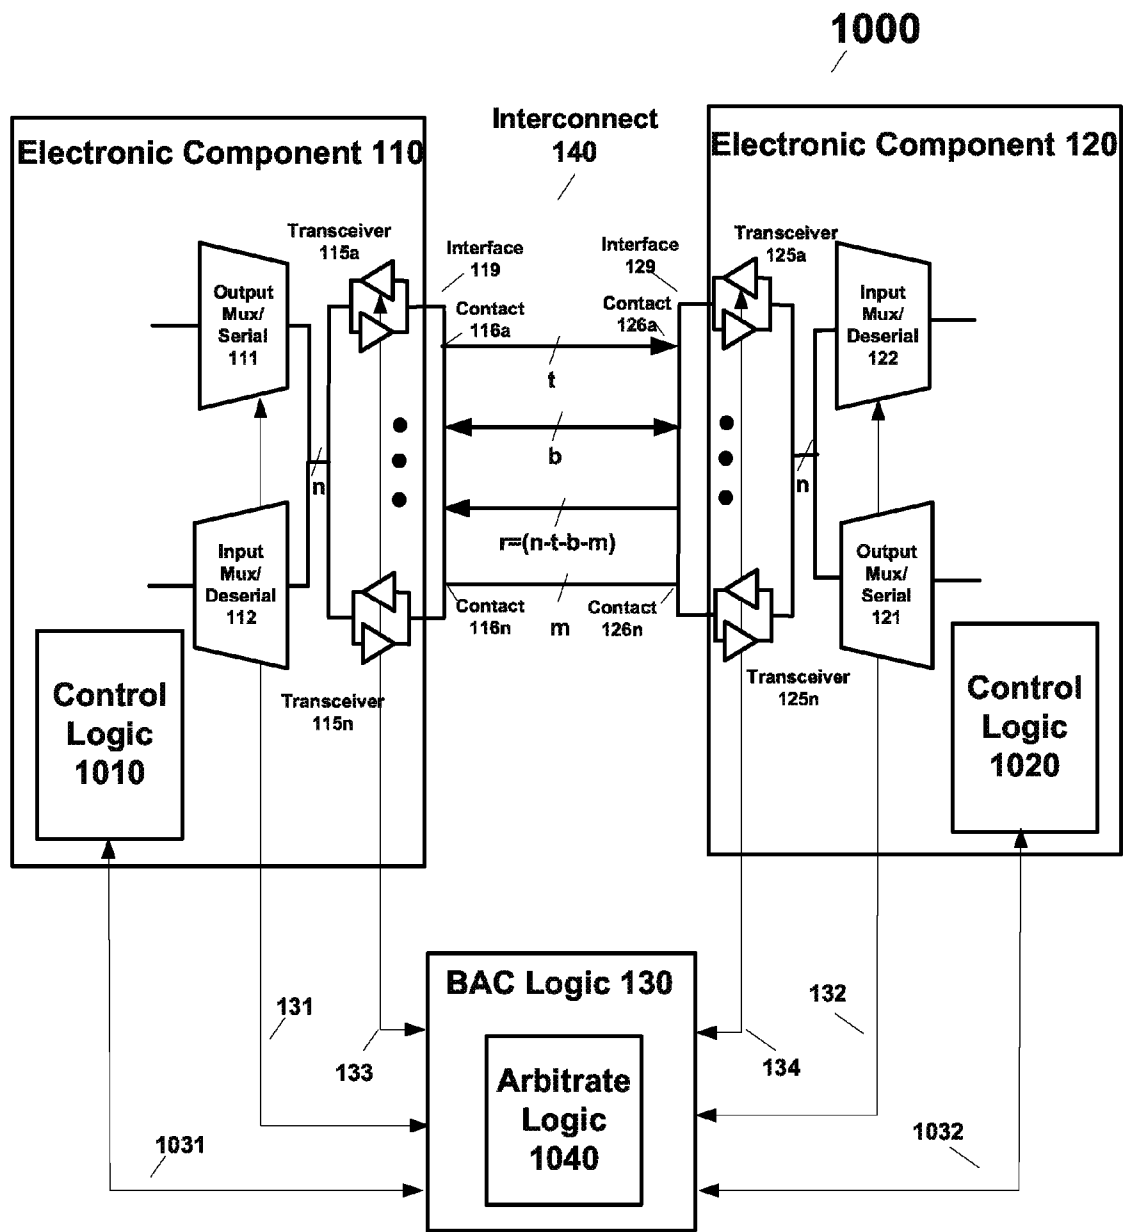 1000
Interconnect
140
Electronic Component 110
Electronic Component 120
Transceiver
115a
Interface
119
Interface
129
Transceiver
125a
Output
Mux/
Serial
111
Contact
116a
Contact
126a
Input
Mux/
Deserial
122
t
b
n
n
r=(n-t-b-m)
Input
Mux/
Deserial
112
Output
Mux/
Serial
121
Contact
116n
m
Contact
126n
Transceiver
115n
Transceiver
125n
Control
Logic
1010
Control
Logic
1020
BAC Logic 130
131
133
132
134
Arbitrate
Logic
1040
1031
1032